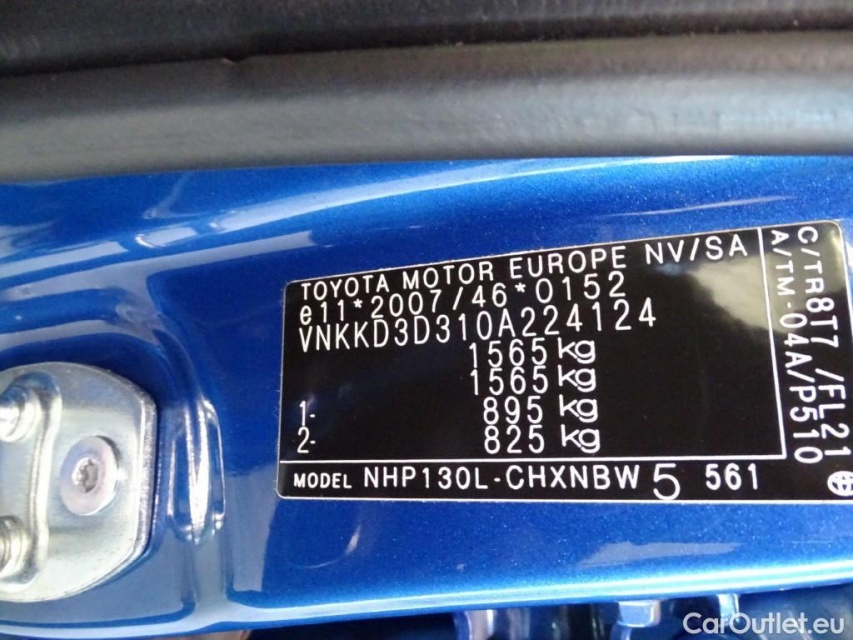 TOYOTA MOTOR EUROPE NV/SA
e11*2007/46*0152
VNKKD3D310A224124
1565 kg
1565 kg
1- 895 kg
2- 825 kg
C/TR8T7 /FL21
A/TM-04A/P510
MODEL NHP130L-CHXNBW 5 561
CarOutlet.eu